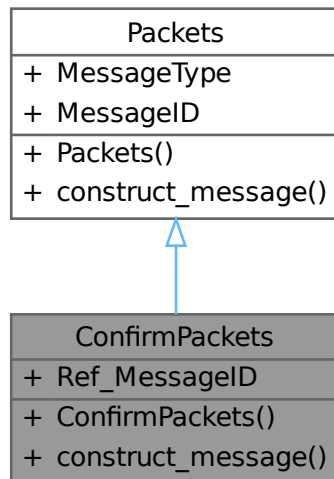 Packets
+ MessageType
+ MessageID
+ Packets()
+ construct_message()
ConfirmPackets
+ Ref_MessageID
+ ConfirmPackets()
+ construct_message()